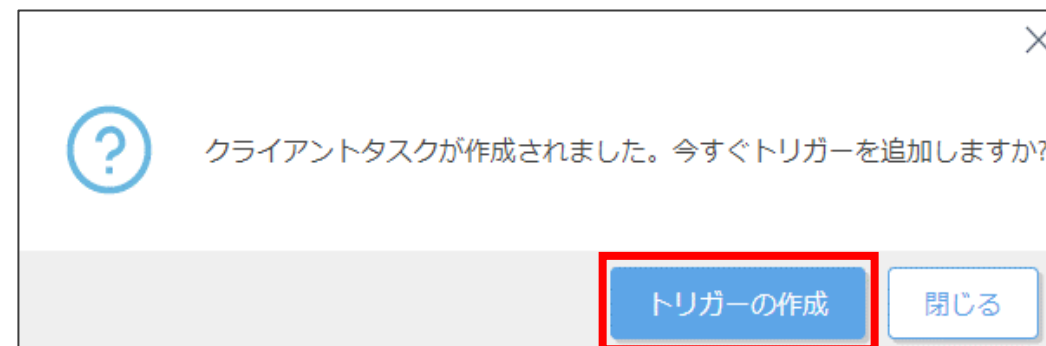 クライアントタスクが作成されました。今すぐトリガーを追加しますか?
トリガーの作成
閉じる